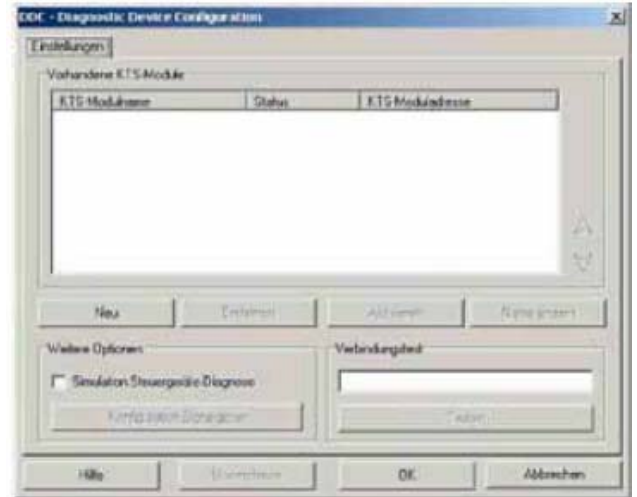 DDC - Diagnostic Device Configuration
Einstellungen
Vorhandene KTS-Module
KTS-Modulname Status KTS-Moduladresse
Neu Entfernen Name ändern
Weitere Optionen Verbindungstest
Simulation Steuergeräte-Diagnose
Testen
Hilfe Übernehmen OK Abbrechen